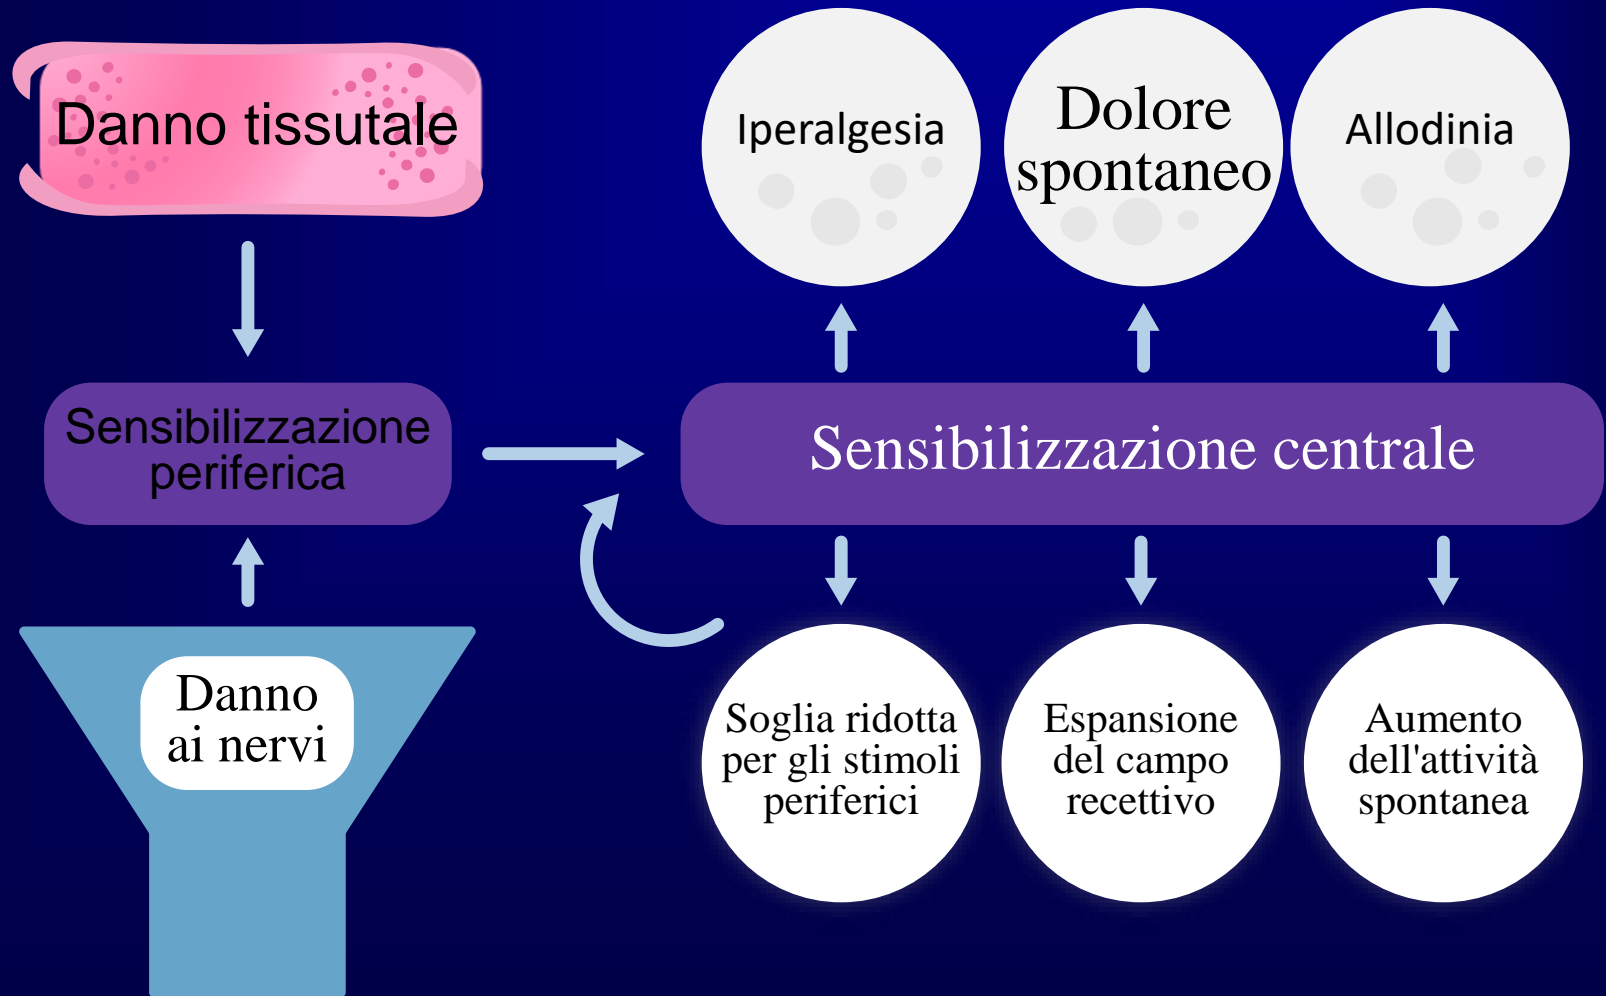 Danno tissutale
Iperalgesia
Dolore
spontaneo
Allodinia
Sensibilizzazione
periferica
Sensibilizzazione centrale
Danno
ai nervi
Soglia ridotta
per gli stimoli
periferici
Espansione
del campo
recettivo
Aumento
dell'attività
spontanea